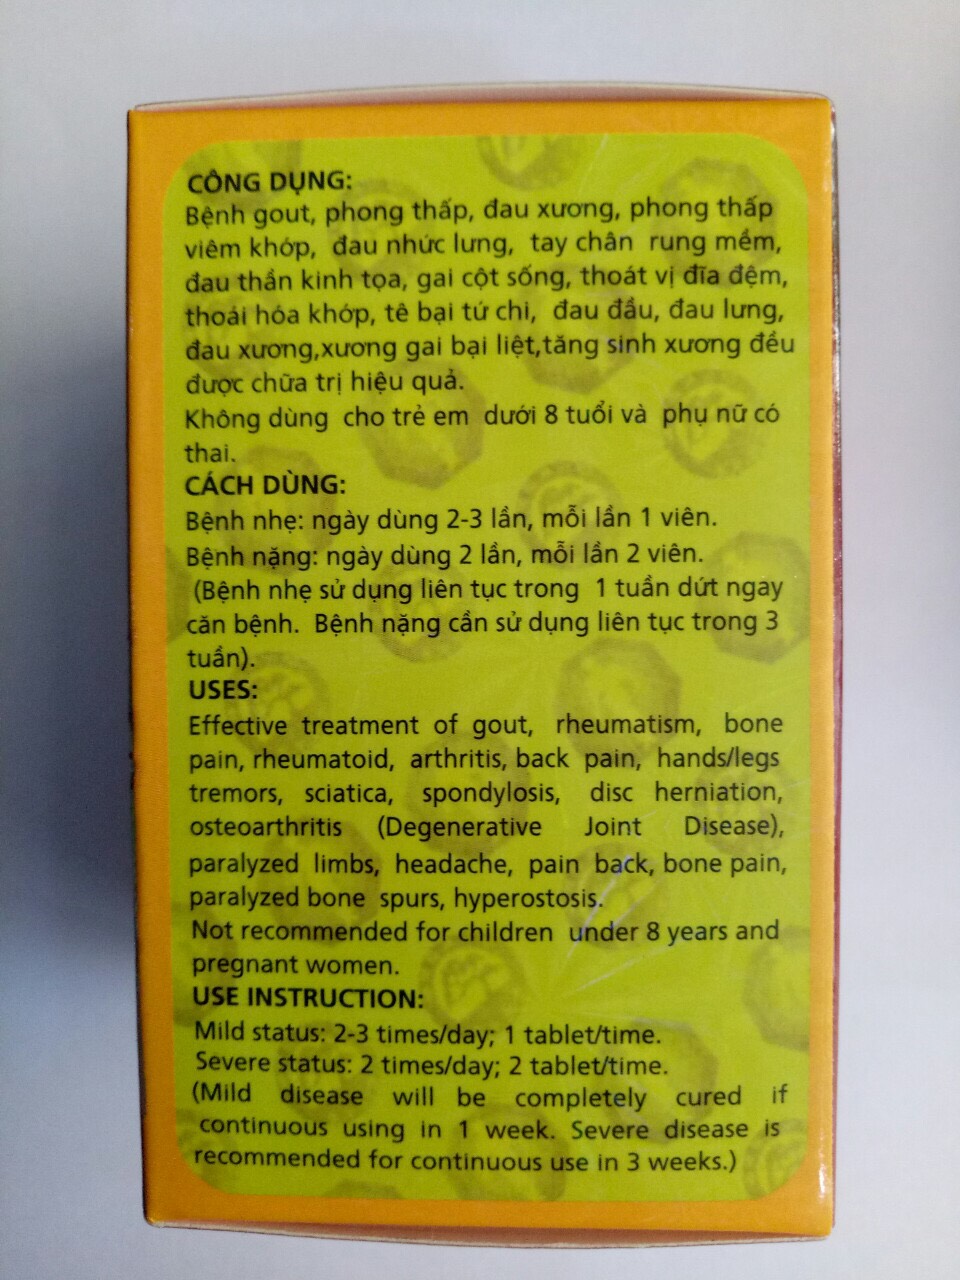 CÔNG DỤNG:
Bệnh gout, phong thấp, đau xương, phong thấp
viêm khớp, đau nhức lưng, tay chân rung mềm,
đau thần kinh tọa, gai cột sống, thoát vị đĩa đệm,
thoái hóa khớp, tê bại tứ chi, đau đầu, đau lưng,
đau xương,xương gai bại liệt,tăng sinh xương đều
được chữa trị hiệu quả.
Không dùng cho trẻ em dưới 8 tuổi và phụ nữ có
thai.
CÁCH DÙNG:
Bệnh nhẹ: ngày dùng 2-3 lần, mỗi lần 1 viên.
Bệnh nặng: ngày dùng 2 lần, mỗi lần 2 viên.
(Bệnh nhẹ sử dụng liên tục trong 1 tuần dứt ngay
căn bệnh. Bệnh nặng cần sử dụng liên tục trong 3
tuần).
USES:
Effective treatment of gout, rheumatism, bone
pain, rheumatoid, arthritis, back pain, hands/legs
tremors, sciatica, spondylosis, disc herniation,
osteoarthritis (Degenerative Joint Disease),
paralyzed limbs, headache, pain back, bone pain,
paralyzed bone spurs, hyperostosis.
Not recommended for children under 8 years and
pregnant women.
USE INSTRUCTION:
Mild status: 2-3 times/day; 1 tablet/time.
Severe status: 2 times/day; 2 tablet/time.
(Mild disease will be completely cured if
continuous using in 1 week. Severe disease is
recommended for continuous use in 3 weeks.)